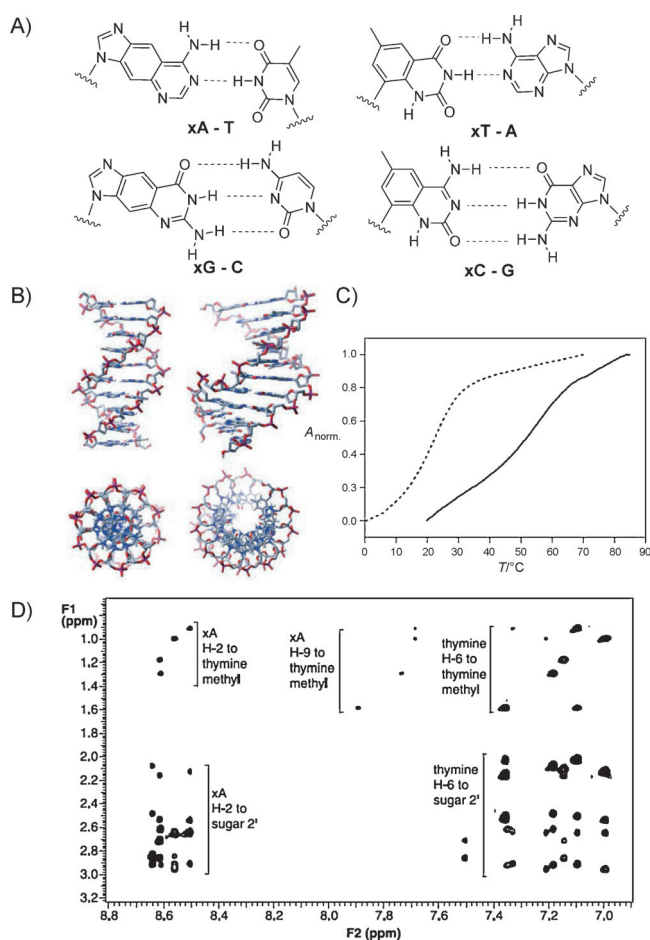 A)
N N N N H H O N H N O N
xA - T
O N H N H O H N H N N N N N
xT - A
N N O N H N N H H H N H N N O
xG - C
H N H N N H O O N H N N N N H H
xC - G
B)
C)
A norm.
1.0
0.8
0.6
0.4
0.3
0.0
0 10 20 30 40 50 60 70 80 90
T/°C
D)
F1
(ppm)
1.0
1.2
1.4
1.6
1.8
2.0
2.2
2.4
2.6
2.8
3.0
3.2
xA
H-2 to
thymine
methyl
xA
H-9 to
thymine
methyl
thymine
H-6 to
thymine
methyl
xA
H-2 to
sugar 2'
thymine
H-6 to
sugar 2'
8.8 8.6 8.4 8.2 8.0 7.8 7.6 7.4 7.2 7.0
F2 (ppm)